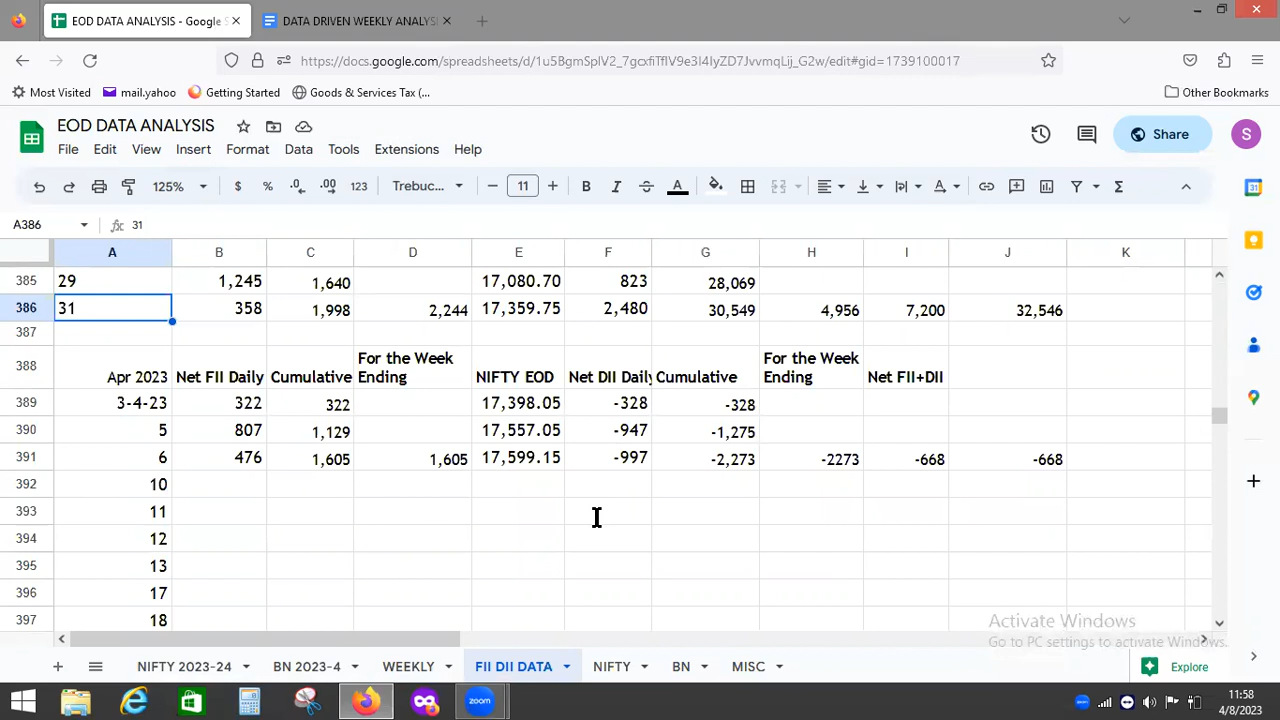 EOD DATA ANALYSIS - Google S
DATA DRIVEN WEEKLY ANALYS
https://docs.google.com/spreadsheets/d/1u5BgmSplV2_7gcxfiTflV9e3I4IyZD7JvvmqLij_G2w/edit#gid=1739100017
Most Visited mail.yahoo Getting Started Goods & Services Tax (... Other Bookmarks
EOD DATA ANALYSIS
Share S
File Edit View Insert Format Data Tools Extensions Help
125% $ % .0 .00 123 Trebuc... 11 B I A
A386 fx 31
A B C D E F G H I J K
385 29 1,245 1,640 17,080.70 823 28,069
386 31 358 1,998 2,244 17,359.75 2,480 30,549 4,956 7,200 32,546
387
388 Apr 2023 Net FII Daily Cumulative For the Week Ending NIFTY EOD Net DII Daily Cumulative For the Week Ending Net FII+DII
389 3-4-23 322 322 17,398.05 -328 -328
390 5 807 1,129 17,557.05 -947 -1,275
391 6 476 1,605 1,605 17,599.15 -997 -2,273 -2273 -668 -668
392 10
393 11
394 12
395 13
396 17
397 18
Activate Windows
Go to PC settings to activate Windows.
NIFTY 2023-24 BN 2023-4 WEEKLY FII DII DATA NIFTY BN MISC Explore
zoom
11:58
4/8/2023